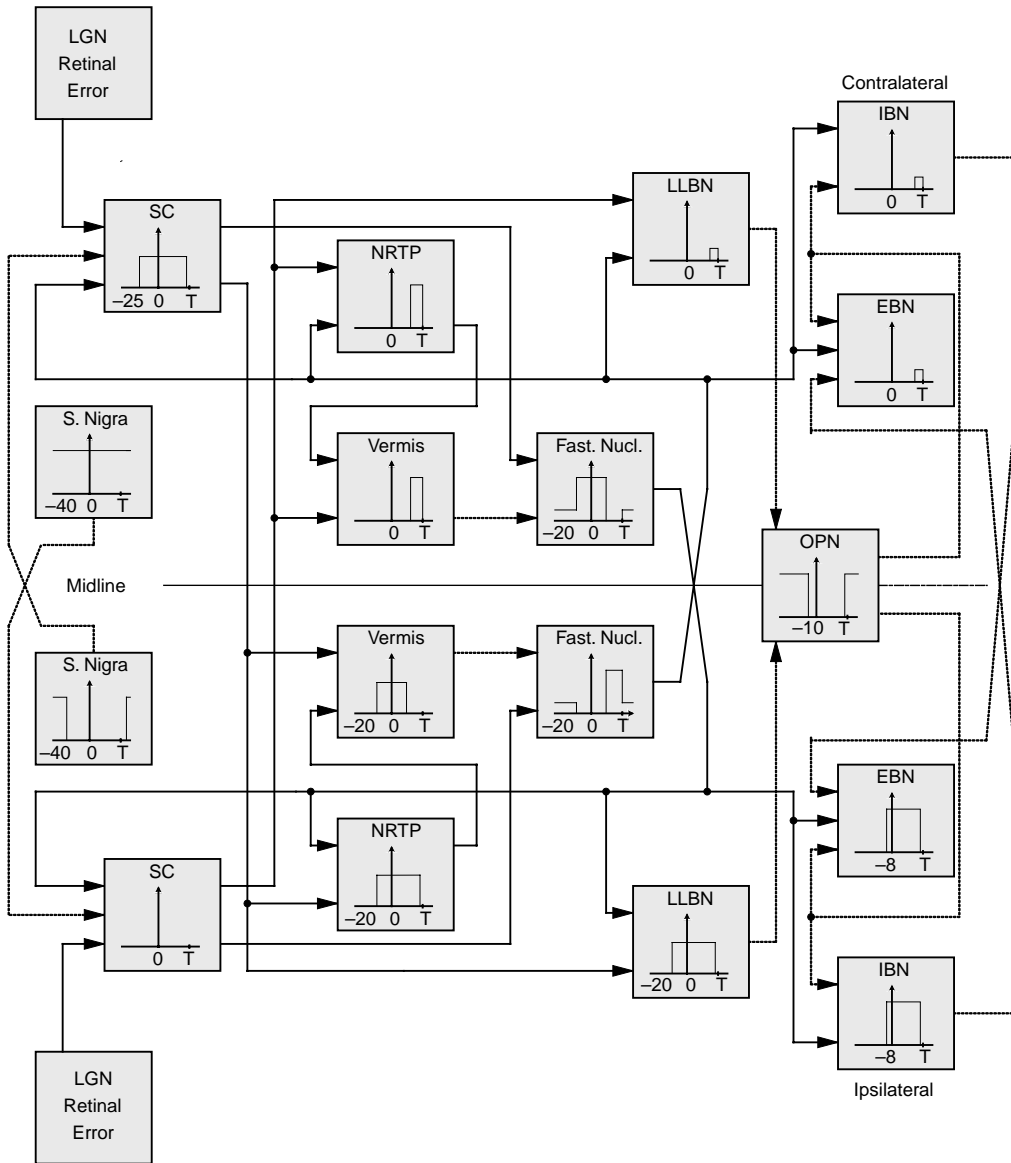 LGN
Retinal
Error
Contralateral
IBN
0 T
LLBN
0 T
SC
–25 0 T
NRTP
0 T
EBN
0 T
S. Nigra
–40 0 T
Vermis
0 T
Fast. Nucl.
–20 0 T
OPN
–10 T
Midline
S. Nigra
–40 0 T
Vermis
–20 0 T
Fast. Nucl.
–20 0 T
EBN
–8 T
NRTP
–20 0 T
SC
0 T
LLBN
–20 0 T
IBN
–8 T
Ipsilateral
LGN
Retinal
Error